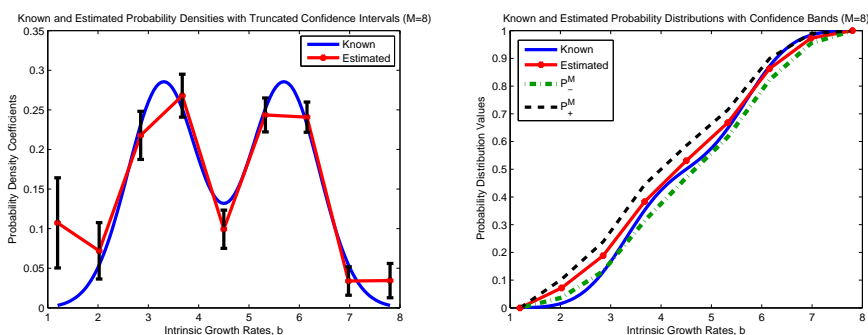 Known and Estimated Probability Densities with Truncated Confidence Intervals (M=8)
0.35
0.3
0.25
0.2
0.15
0.1
0.05
0
Probability Density Coefficients
Known
Estimated
1 2 3 4 5 6 7 8
Intrinsic Growth Rates, b
Known and Estimated Probability Distributions with Confidence Bands (M=8)
1
0.9
0.8
0.7
0.6
0.5
0.4
0.3
0.2
0.1
0
Probability Distribution Values
Known
Estimated
P_-^M
P_+^M
1 2 3 4 5 6 7 8
Intrinsic Growth Rates, b